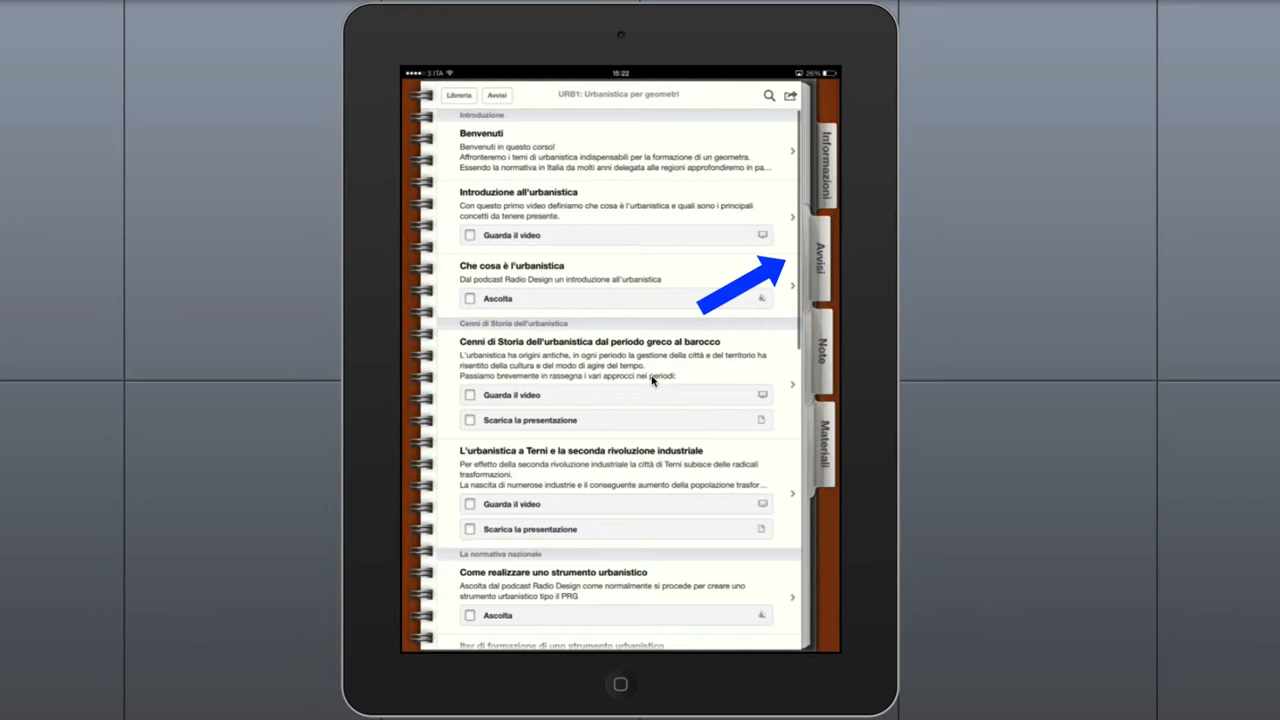 3 ITA 15:22 26%
Libreria Avvisi URB1: Urbanistica per geometri
Introduzione
Benvenuti
Benvenuti in questo corso!
Affronteremo i temi di urbanistica indispensabili per la formazione di un geometra.
Essendo la normativa in Italia da molti anni delegata alle regioni approfondiremo in pa...
Introduzione all'urbanistica
Con questo primo video definiamo che cosa è l'urbanistica e quali sono i principali
concetti da tenere presente.
Guarda il video
Che cosa è l'urbanistica
Dal podcast Radio Design un introduzione all'urbanistica
Ascolta
Cenni di Storia dell'urbanistica
Cenni di Storia dell'urbanistica dal periodo greco al barocco
L'urbanistica ha origini antiche, in ogni periodo la gestione della città e del territorio ha
risentito della cultura e del modo di agire del tempo.
Passiamo brevemente in rassegna i vari approcci nei periodi:
Guarda il video
Scarica la presentazione
L'urbanistica a Terni e la seconda rivoluzione industriale
Per effetto della seconda rivoluzione industriale la città di Terni subisce delle radicali
trasformazioni.
La nascita di numerose industrie e il conseguente aumento della popolazione trasfor...
Guarda il video
Scarica la presentazione
La normativa nazionale
Come realizzare uno strumento urbanistico
Ascolta dal podcast Radio Design come normalmente si procede per creare uno
strumento urbanistico tipo il PRG
Ascolta
Iter di formazione di uno strumento urbanistico
Informazioni
Avvisi
Note
Materiali